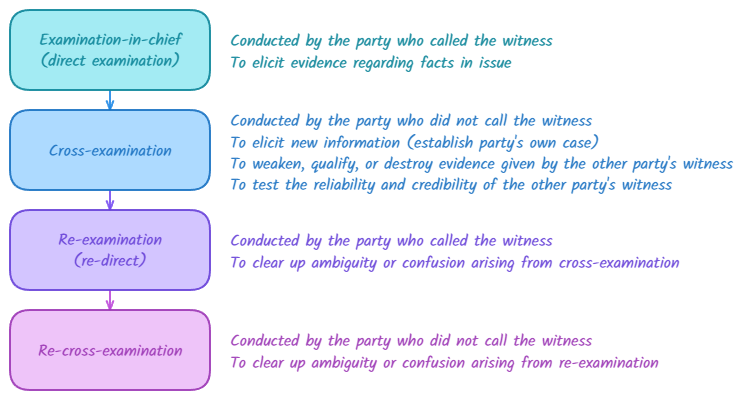 Examination-in-chief
(direct examination)
Conducted by the party who called the witness
To elicit evidence regarding facts in issue
Cross-examination
Conducted by the party who did not call the witness
To elicit new information (establish party's own case)
To weaken, qualify, or destroy evidence given by the other party's witness
To test the reliability and credibility of the other party's witness
Re-examination
(re-direct)
Conducted by the party who called the witness
To clear up ambiguity or confusion arising from cross-examination
Re-cross-examination
Conducted by the party who did not call the witness
To clear up ambiguity or confusion arising from re-examination